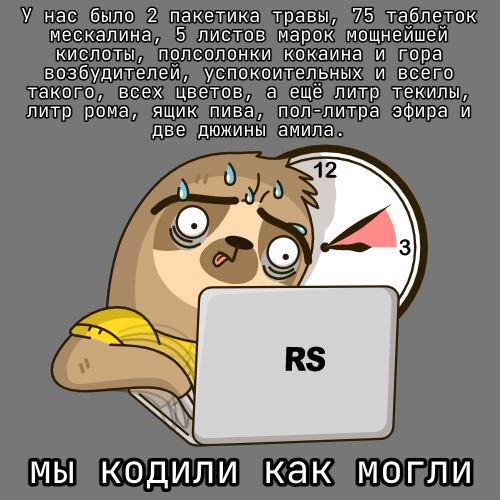 У нас было 2 пакетика травы, 75 таблеток
мескалина, 5 листов марок мощнейшей
кислоты, полсолонки кокаина и гора
возбудителей, успокоительных и всего
такого, всех цветов, а ещё литр текилы,
литр рома, ящик пива, пол-литра эфира и
две дюжины амила.
12
3
RS
мы кодили как могли